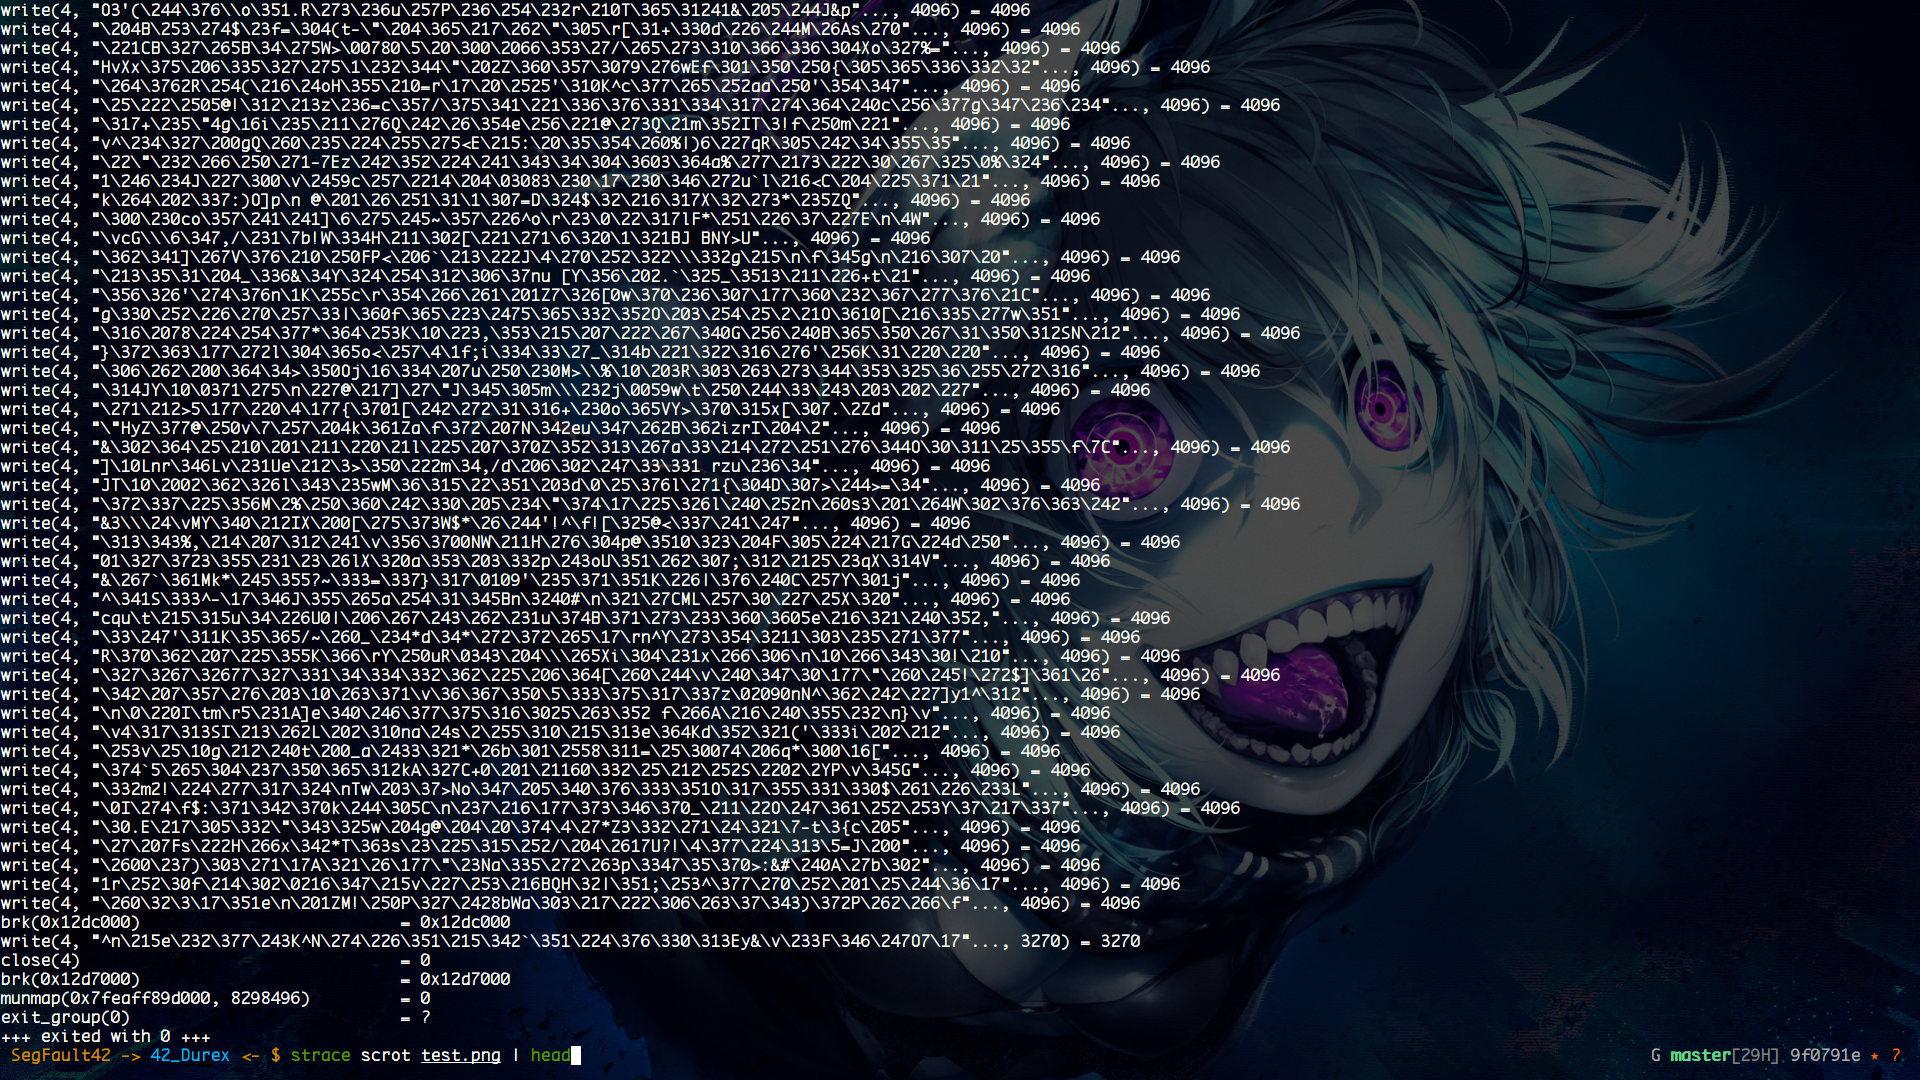 write(4, "O3'(\244\376\\o\351.R\273\236u\257P\236\254\232r\210T\365\31241&\205\244J&p"..., 4096) = 4096
write(4, "\204B\253\274$\23f=\304(t-\"\204\365\217\262\"\305\r[\31+\330d\226\244M\26As\270"..., 4096) = 4096
write(4, "\221CB\327\265B\34\275W>\00780\5\20\300\2066\353\27/\265\273\310\366\336\304Xo\327%="..., 4096) = 4096
write(4, "HvXx\375\206\335\327\275\1\232\344\"\202Z\360\357\3079\276wEf\301\350\250{\305\365\336\332\32"..., 4096) = 4096
write(4, "\264\3762R\254(\216\24oH\355\210=r\17\20\2525'\310K^c\377\265\252aa\250'\354\347"..., 4096) = 4096
write(4, "\25\222\2505@!\312\213z\236=c\357/\375\341\221\336\376\331\334\317\274\364\240c\256\377g\347\236\234"..., 4096) = 4096
write(4, "\317+\235\"4g\16i\235\211\276Q\242\26\354e\256\221@\273Q\21m\352IT\3!f\250m\221"..., 4096) = 4096
write(4, "v^\234\327\200gQ\260\235\224\255\275<E\215:\20\35\354\260%|)6\227qR\305\242\34\355\35"..., 4096) = 4096
write(4, "\22\"\232\266\250\271-7Ez\242\352\224\241\343\34\304\3603\364a%\277\2173\222\30\267\325\0%\324"..., 4096) = 4096
write(4, "1\246\234J\227\300\v\2459c\257\2214\204\03083\230\17\230\346\272u`l\216<C\204\225\371\21"..., 4096) = 4096
write(4, "k\264\202\337:)O]p\n @\201\26\251\31\1\307=D\324$\32\216\317X\32\273*\235ZQ"..., 4096) = 4096
write(4, "\300\230co\357\241\241]\6\275\245~\357\226^o\r\23\0\22\317lF*\251\226\37\227E\n\4W"..., 4096) = 4096
write(4, "\vcG\\\6\347,/\231\7b!W\334H\211\302[\221\271\6\320\1\321BJ BNY>U"..., 4096) = 4096
write(4, "\362\341]\267V\376\210\250FP<\206`\213\222J\4\270\252\322\\\332g\215\n\f\345g\n\216\307\20"..., 4096) = 4096
write(4, "\213\35\31\204_\336&\34Y\324\254\312\306\37nu [Y\356\202.`\325_\3513\211\226+t\21"..., 4096) = 4096
write(4, "\356\326'\274\376n\1K\255c\r\354\266\261\201Z7\326[0w\370\236\307\177\360\232\367\277\376\21C"..., 4096) = 4096
write(4, "g\330\252\226\270\257\33|\360f\365\223\2475\365\332\352O\203\254\25\2\210\3610[\216\335\277w\351"..., 4096) = 4096
write(4, "\316\2078\224\254\377*\364\253K\10\223,\353\215\207\222\267\340G\256\240B\365\350\267\31\350\312SN\212"..., 4096) = 4096
write(4, "}\372\363\177\272l\304\365o<\257\4\1f;i\334\33\27_\314b\221\322\316\276'\256K\31\220\220"..., 4096) = 4096
write(4, "\306\262\200\364\34>\350Oj\16\334\207u\250\230M>\\%\10\203R\303\263\273\344\353\325\36\255\272\316"..., 4096) = 4096
write(4, "\314JY\10\0371\275\n\227@\217]\27\"J\345\305m\\\232j\0059w\t\250\244\33\243\203\202\227"..., 4096) = 4096
write(4, "\271\212>5\177\220\4\177{\3701[\242\272\31\316+\230o\365VY>\370\315x[\307.\2Zd"..., 4096) = 4096
write(4, "\"HyZ\377@\250v\7\257\204k\361Za\f\372\207N\342eu\347\262B\362izrI\204\2"..., 4096) = 4096
write(4, "&\302\364\25\210\201\211\220\21l\225\207\370Z\352\313\267a\33\214\272\251\276\344O\30\311\25\355\f\7C"..., 4096) = 4096
write(4, "]\10Lnr\346Lv\231Ue\212\3>\350\222m\34,/d\206\302\247\33\331 rzu\236\34"..., 4096) = 4096
write(4, "JT\10\2002\362\326l\343\235wM\36\315\22\351\203d\0\25\376l\271{\304D\307>\244>=\34"..., 4096) = 4096
write(4, "\372\337\225\356M\2%\250\360\242\330\205\234\"\374\17\225\326l\240\252n\260s3\201\264W\302\376\363\242"..., 4096) = 4096
write(4, "&3\\\24\vMY\340\212IX\200[\275\373W$*\26\244'!^\f![\325@<\337\241\247"..., 4096) = 4096
write(4, "\313\343%,\214\207\312\241\v\356\3700NW\211H\276\304p@\3510\323\204F\305\224\217G\224d\250"..., 4096) = 4096
write(4, "01\327\3723\355\231\23\26lX\320a\353\203\332p\243oU\351\262\307;\312\2125\23qX\314V"..., 4096) = 4096
write(4, "&\267`\361Mk*\245\355?~\333=\337}\317\0109'\235\371\351K\226|\376\240C\257Y\301j"..., 4096) = 4096
write(4, "^\341S\333^-\17\346J\355\265a\254\31\345Bn\3240#\n\321\27CML\257\30\227\25X\320"..., 4096) = 4096
write(4, "cqu\t\215\315u\34\226U0|\206\267\243\262\231u\374B\371\273\233\360\3605e\216\321\240\352,"..., 4096) = 4096
write(4, "\33\247'\311K\35\365/~\260_\234*d\34*\272\372\265\17\rn^Y\273\354\3211\303\235\271\377"..., 4096) = 4096
write(4, "R\370\362\207\225\355K\366\rY\250uR\0343\204\\\265Xi\304\231x\266\306\n\10\266\343\30!\210"..., 4096) = 4096
write(4, "\327\3267\32677\327\331\34\334\332\362\225\206\364[\260\244\v\240\347\30\177\"\260\245!\272$]\361\26"..., 4096) = 4096
write(4, "\342\207\357\276\203\10\263\371\v\36\367\350\5\333\375\317\337z\02090nN^\362\242\227]y1^\312"..., 4096) = 4096
write(4, "\n\0\220I\tm\r5\231A]e\340\246\377\375\316\3025\263\352 f\266A\216\240\355\232\n}\v"..., 4096) = 4096
write(4, "\v4\317\313SI\213\262L\202\310na\24s\2\255\310\215\313e\364Kd\352\321('\333i\202\212"..., 4096) = 4096
write(4, "\253v\25\10g\212\240t\200_a\2433\321*\26b\301\2558\311=\25\30074\206q*\300\16["..., 4096) = 4096
write(4, "\374`5\265\304\237\350\365\312kA\327C+0\201\21160\332\25\212\252S\2202\2YP\v\345G"..., 4096) = 4096
write(4, "\332m2!\224\277\317\324\nTw\203\37>No\347\205\340\376\333\351O\317\355\331\330$\261\226\233L"..., 4096) = 4096
write(4, "\0I\274\f$:\371\342\370k\244\305C\n\237\216\177\373\346\370_\211\220\247\361\252\253Y\37\217\337"..., 4096) = 4096
write(4, "\30.E\217\305\332\"\343\325w\204g@\204\20\374\4\27*Z3\332\271\24\321\7-t\3{c\205"..., 4096) = 4096
write(4, "\27\207Fs\222H\266x\342*T\363s\23\225\315\252/\204\2617U?!\4\377\224\313\5=J\200"..., 4096) = 4096
write(4, "\2600\237)\303\271\17A\321\26\177\"\23Na\335\272\263p\3347\35\370>:&#\240A\27b\302"..., 4096) = 4096
write(4, "1r\252\30f\214\302\0216\347\215v\227\253\216BQH\32|\351;\253^\377\270\252\201\25\244\36\17"..., 4096) = 4096
write(4, "\260\32\3\17\351e\n\201ZM!\250P\327\2428bWa\303\217\222\306\263\37\343)\372P\262\266\f"..., 4096) = 4096
brk(0x12dc000) = 0x12dc000
write(4, "^n\215e\232\377\243K^N\274\226\351\215\342`\351\224\376\330\313Ey&\v\233F\346\247O7\17"..., 3270) = 3270
close(4) = 0
brk(0x12d7000) = 0x12d7000
munmap(0x7feaff89d000, 8298496) = 0
exit_group(0) = ?
+++ exited with 0 +++
SegFault42 -> 42_Durex <- $ strace scrot test.png | head G master[29H] 9f0791e ★ ?